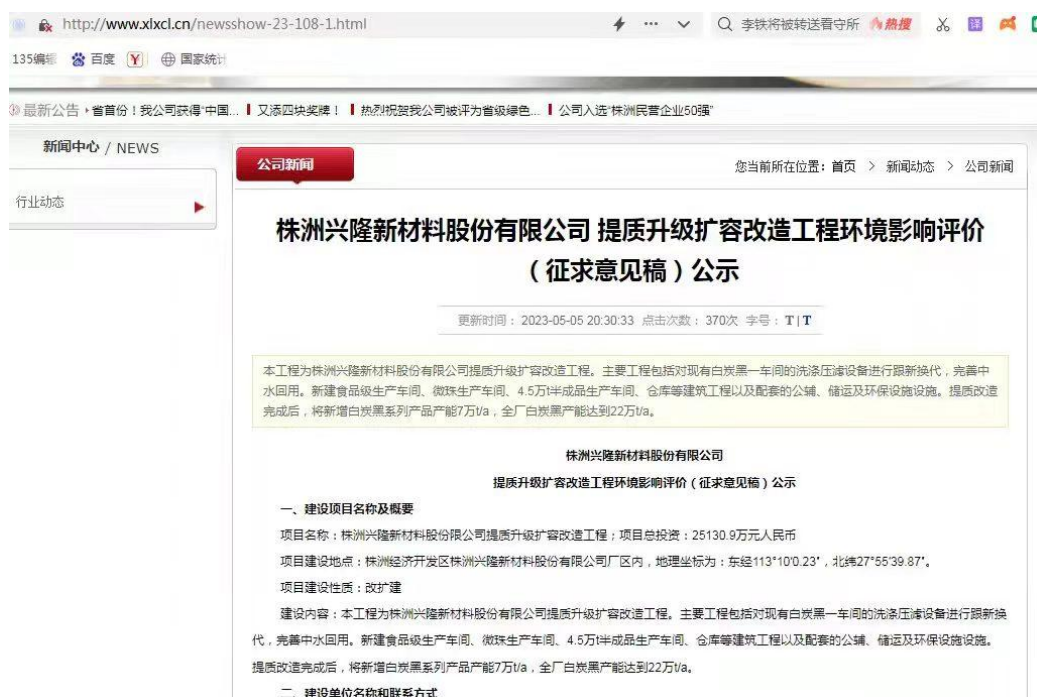 http://www.xlxcl.cn/newsshow-23-108-1.html
李铁将被转送看守所 热搜
译
135编辑 百度 Y 国家统计
最新公告 省首份！我公司获得“中国... 又添四块奖牌！ 热烈祝贺我公司被评为省级绿色... 公司入选“株洲民营企业50强”
新闻中心 / NEWS
行业动态
公司新闻
您当前所在位置：首页 > 新闻动态 > 公司新闻
株洲兴隆新材料股份有限公司 提质升级扩容改造工程环境影响评价
（征求意见稿）公示
更新时间：2023-05-05 20:30:33 点击次数：370次 字号：T|T
本工程为株洲兴隆新材料股份有限公司提质升级扩容改造工程。主要工程包括对现有白炭黑一车间的洗涤压滤设备进行跟新换代，完善中
水回用。新建食品级生产车间、微珠生产车间、4.5万t半成品生产车间、仓库等建筑工程以及配套的公辅、储运及环保设施设施。提质改造
完成后，将新增白炭黑系列产品产能7万t/a，全厂白炭黑产能达到22万t/a。
株洲兴隆新材料股份有限公司
提质升级扩容改造工程环境影响评价（征求意见稿）公示
一、建设项目名称及概要
项目名称：株洲兴隆新材料股份限公司提质升级扩容改造工程；项目总投资：25130.9万元人民币
项目建设地点：株洲经济开发区株洲兴隆新材料股份有限公司厂区内，地理坐标为：东经113°10'0.23"，北纬27°55'39.87"。
项目建设性质：改扩建
建设内容：本工程为株洲兴隆新材料股份有限公司提质升级扩容改造工程。主要工程包括对现有白炭黑一车间的洗涤压滤设备进行跟新换
代，完善中水回用。新建食品级生产车间、微珠生产车间、4.5万t半成品生产车间、仓库等建筑工程以及配套的公辅、储运及环保设施设施。
提质改造完成后，将新增白炭黑系列产品产能7万t/a，全厂白炭黑产能达到22万t/a。
二、建设单位名称和联系方式